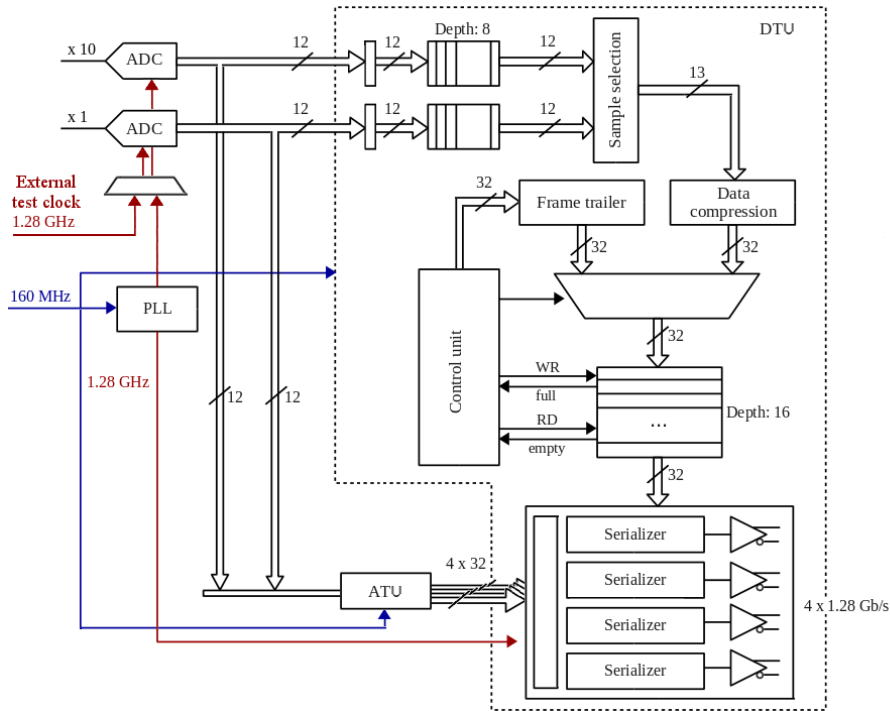 x 10
ADC
12
12
Depth: 8
12
Sample selection
13
DTU
x 1
ADC
12
12
12
External
test clock
1.28 GHz
32
Frame trailer
Data
compression
32
32
160 MHz
PLL
Control unit
32
1.28 GHz
12
12
WR
full
RD
empty
...
Depth: 16
32
4 x 32
ATU
Serializer
Serializer
Serializer
Serializer
4 x 1.28 Gb/s